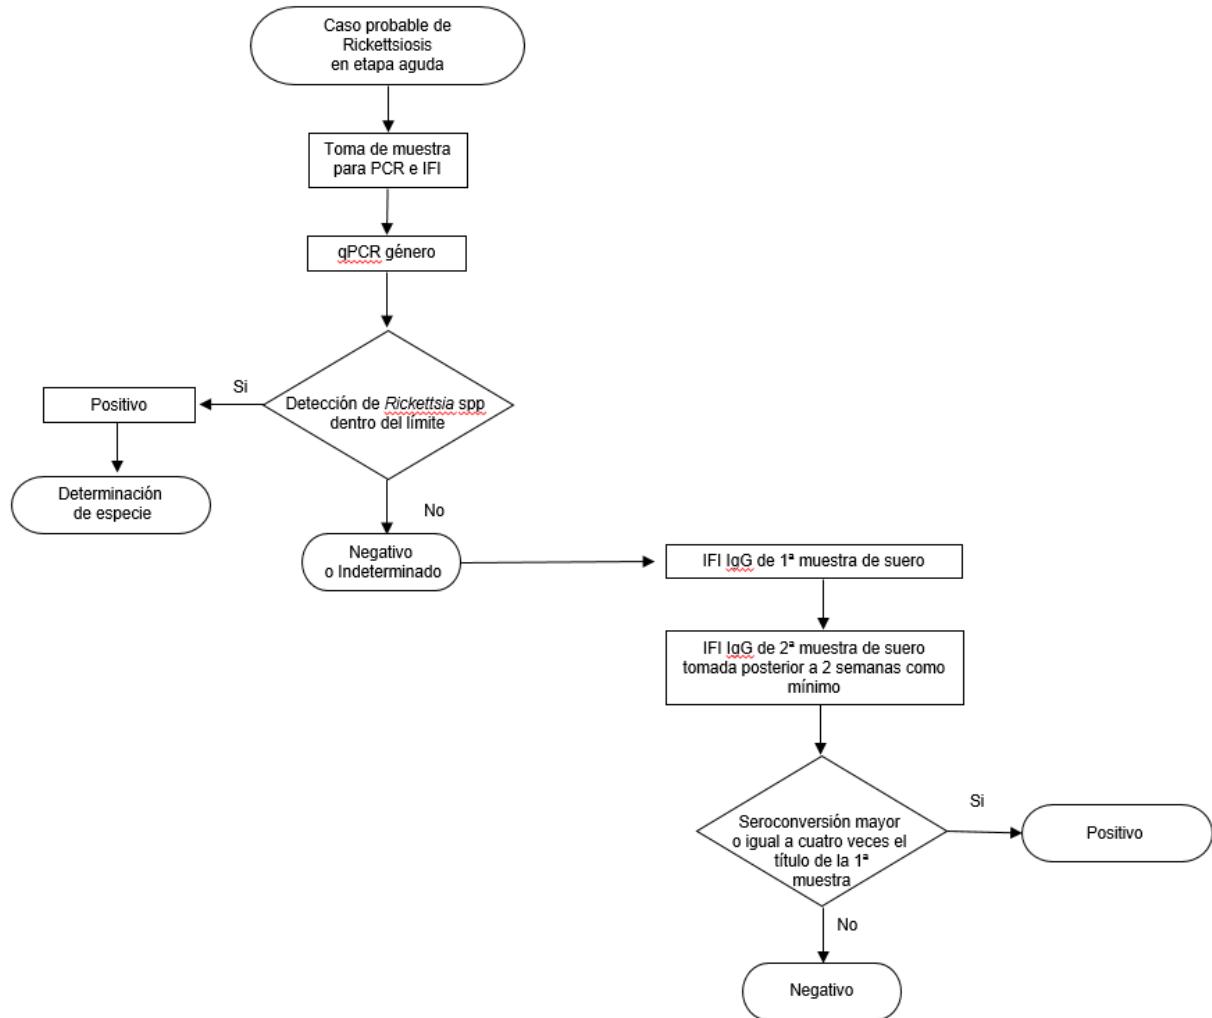 Caso probable de
Rickettsiosis
en etapa aguda
Toma de muestra
para PCR e IFI
qPCR género
Detección de Rickettsia spp
dentro del límite
Si
Positivo
Determinación
de especie
No
Negativo
o Indeterminado
IFI IgG de 1ª muestra de suero
IFI IgG de 2ª muestra de suero
tomada posterior a 2 semanas como
mínimo
Seroconversión mayor
o igual a cuatro veces el
título de la 1ª
muestra
Si
Positivo
No
Negativo